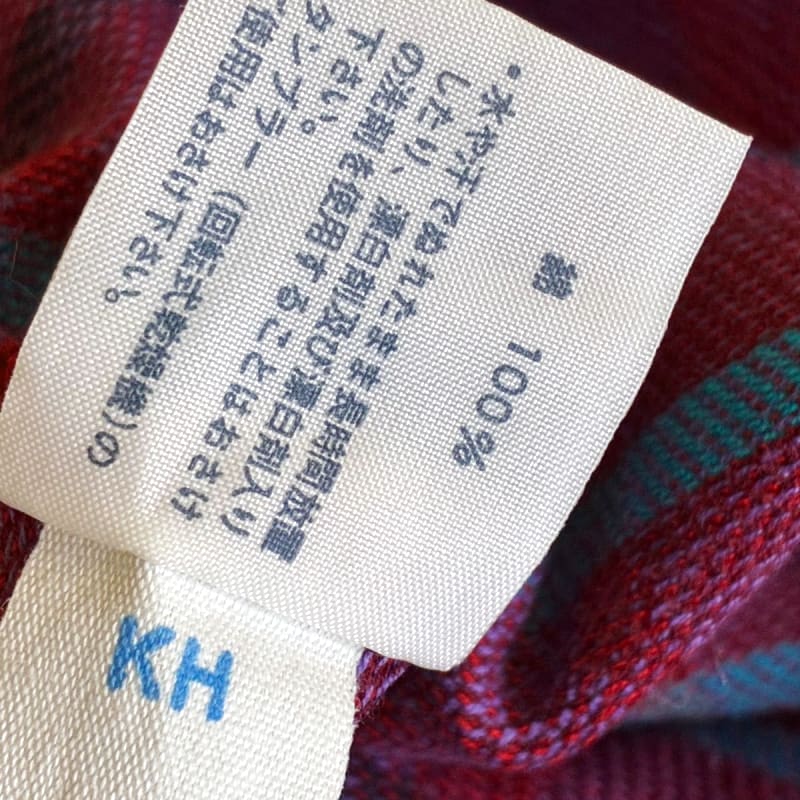 綿 100%
・水や汗でぬれたまま長時間放置
したり、漂白剤及び漂白剤入り
の洗剤を使用することはおさけ
下さい。
タンブラー(回転式乾燥機)の
使用はおさけ下さい。
KH